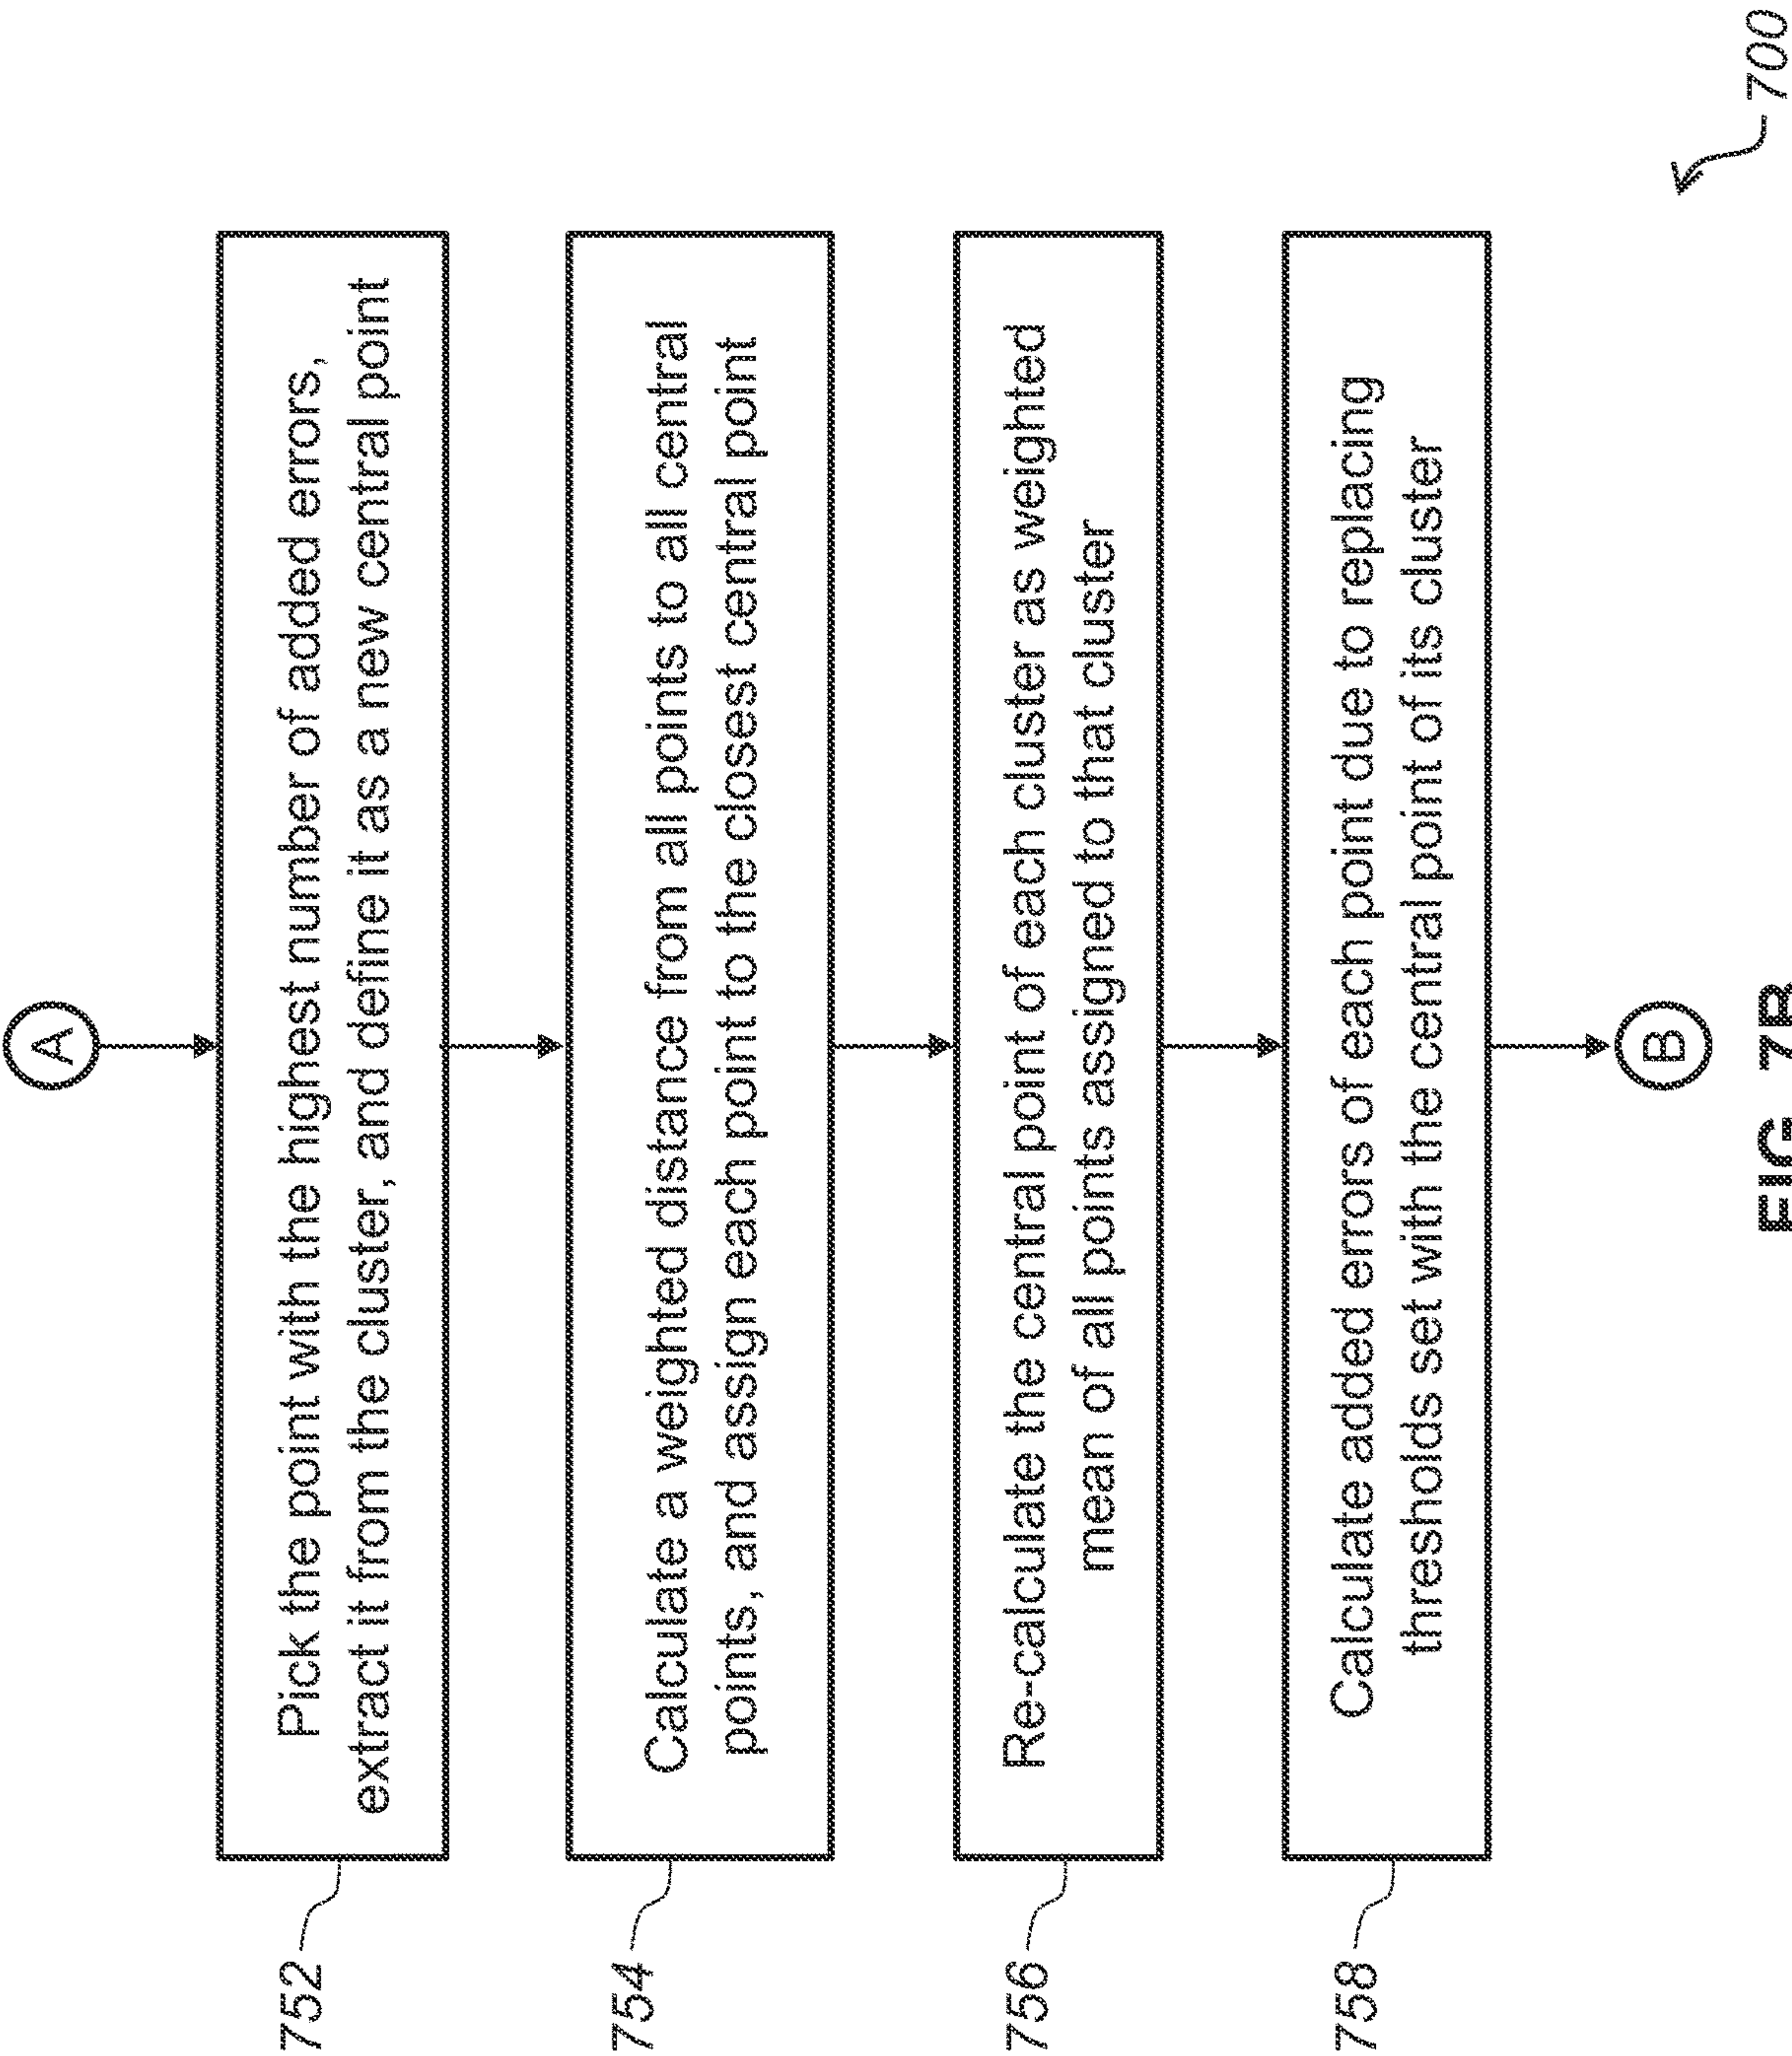 A
752
Pick the point with the highest number of added errors,
extract it from the cluster, and define it as a new central point
754
Calculate a weighted distance from all points to all central
points, and assign each point to the closest central point
756
Re-calculate the central point of each cluster as weighted
mean of all points assigned to that cluster
758
Calculate added errors of each point due to replacing
thresholds set with the central point of its cluster
B
700
FIG. 7B